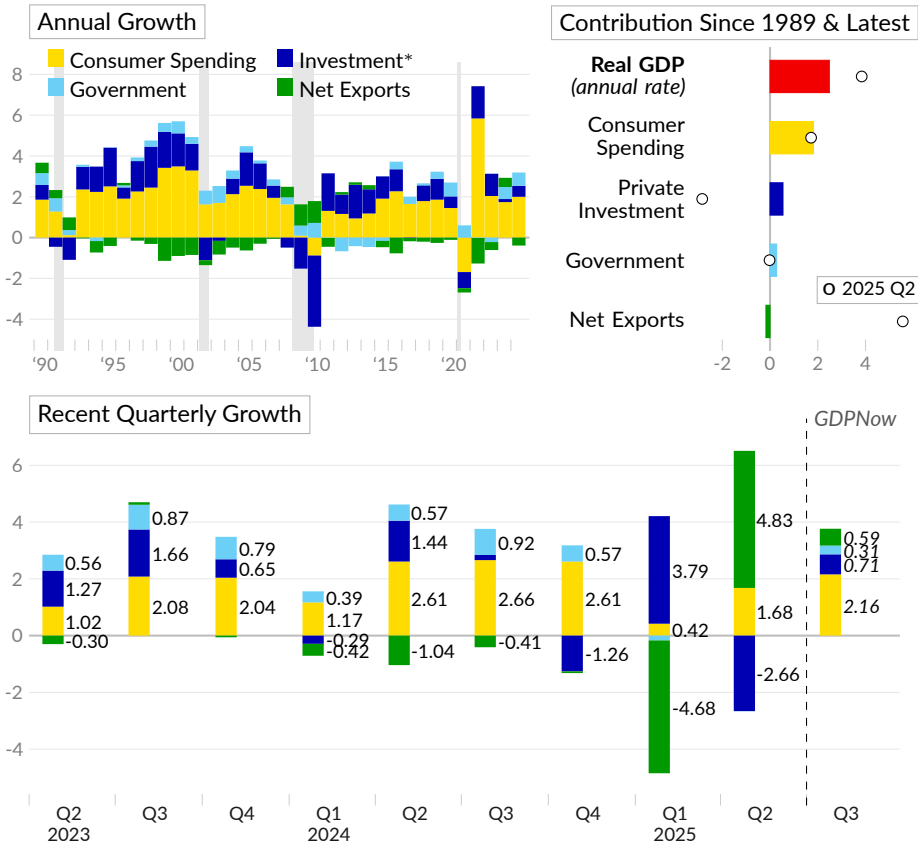 Annual Growth
Consumer Spending
Investment*
Government
Net Exports
8
6
4
2
0
-2
-4
'90
'95
'00
'05
'10
'15
'20
Contribution Since 1989 & Latest
Real GDP
(annual rate)
Consumer
Spending
Private
Investment
Government
Net Exports
2025 Q2
-2
0
2
4
Recent Quarterly Growth
GDPNow
6
4
2
0
-2
-4
0.56
1.27
1.02
-0.30
0.87
1.66
2.08
0.79
0.65
2.04
0.39
1.17
-0.29
-0.42
0.57
1.44
2.61
-1.04
0.92
2.66
-0.41
0.57
2.61
-1.26
3.79
0.42
-4.68
4.83
1.68
-2.66
0.59
0.31
0.71
2.16
Q2
2023
Q3
Q4
Q1
2024
Q2
Q3
Q4
Q1
2025
Q2
Q3